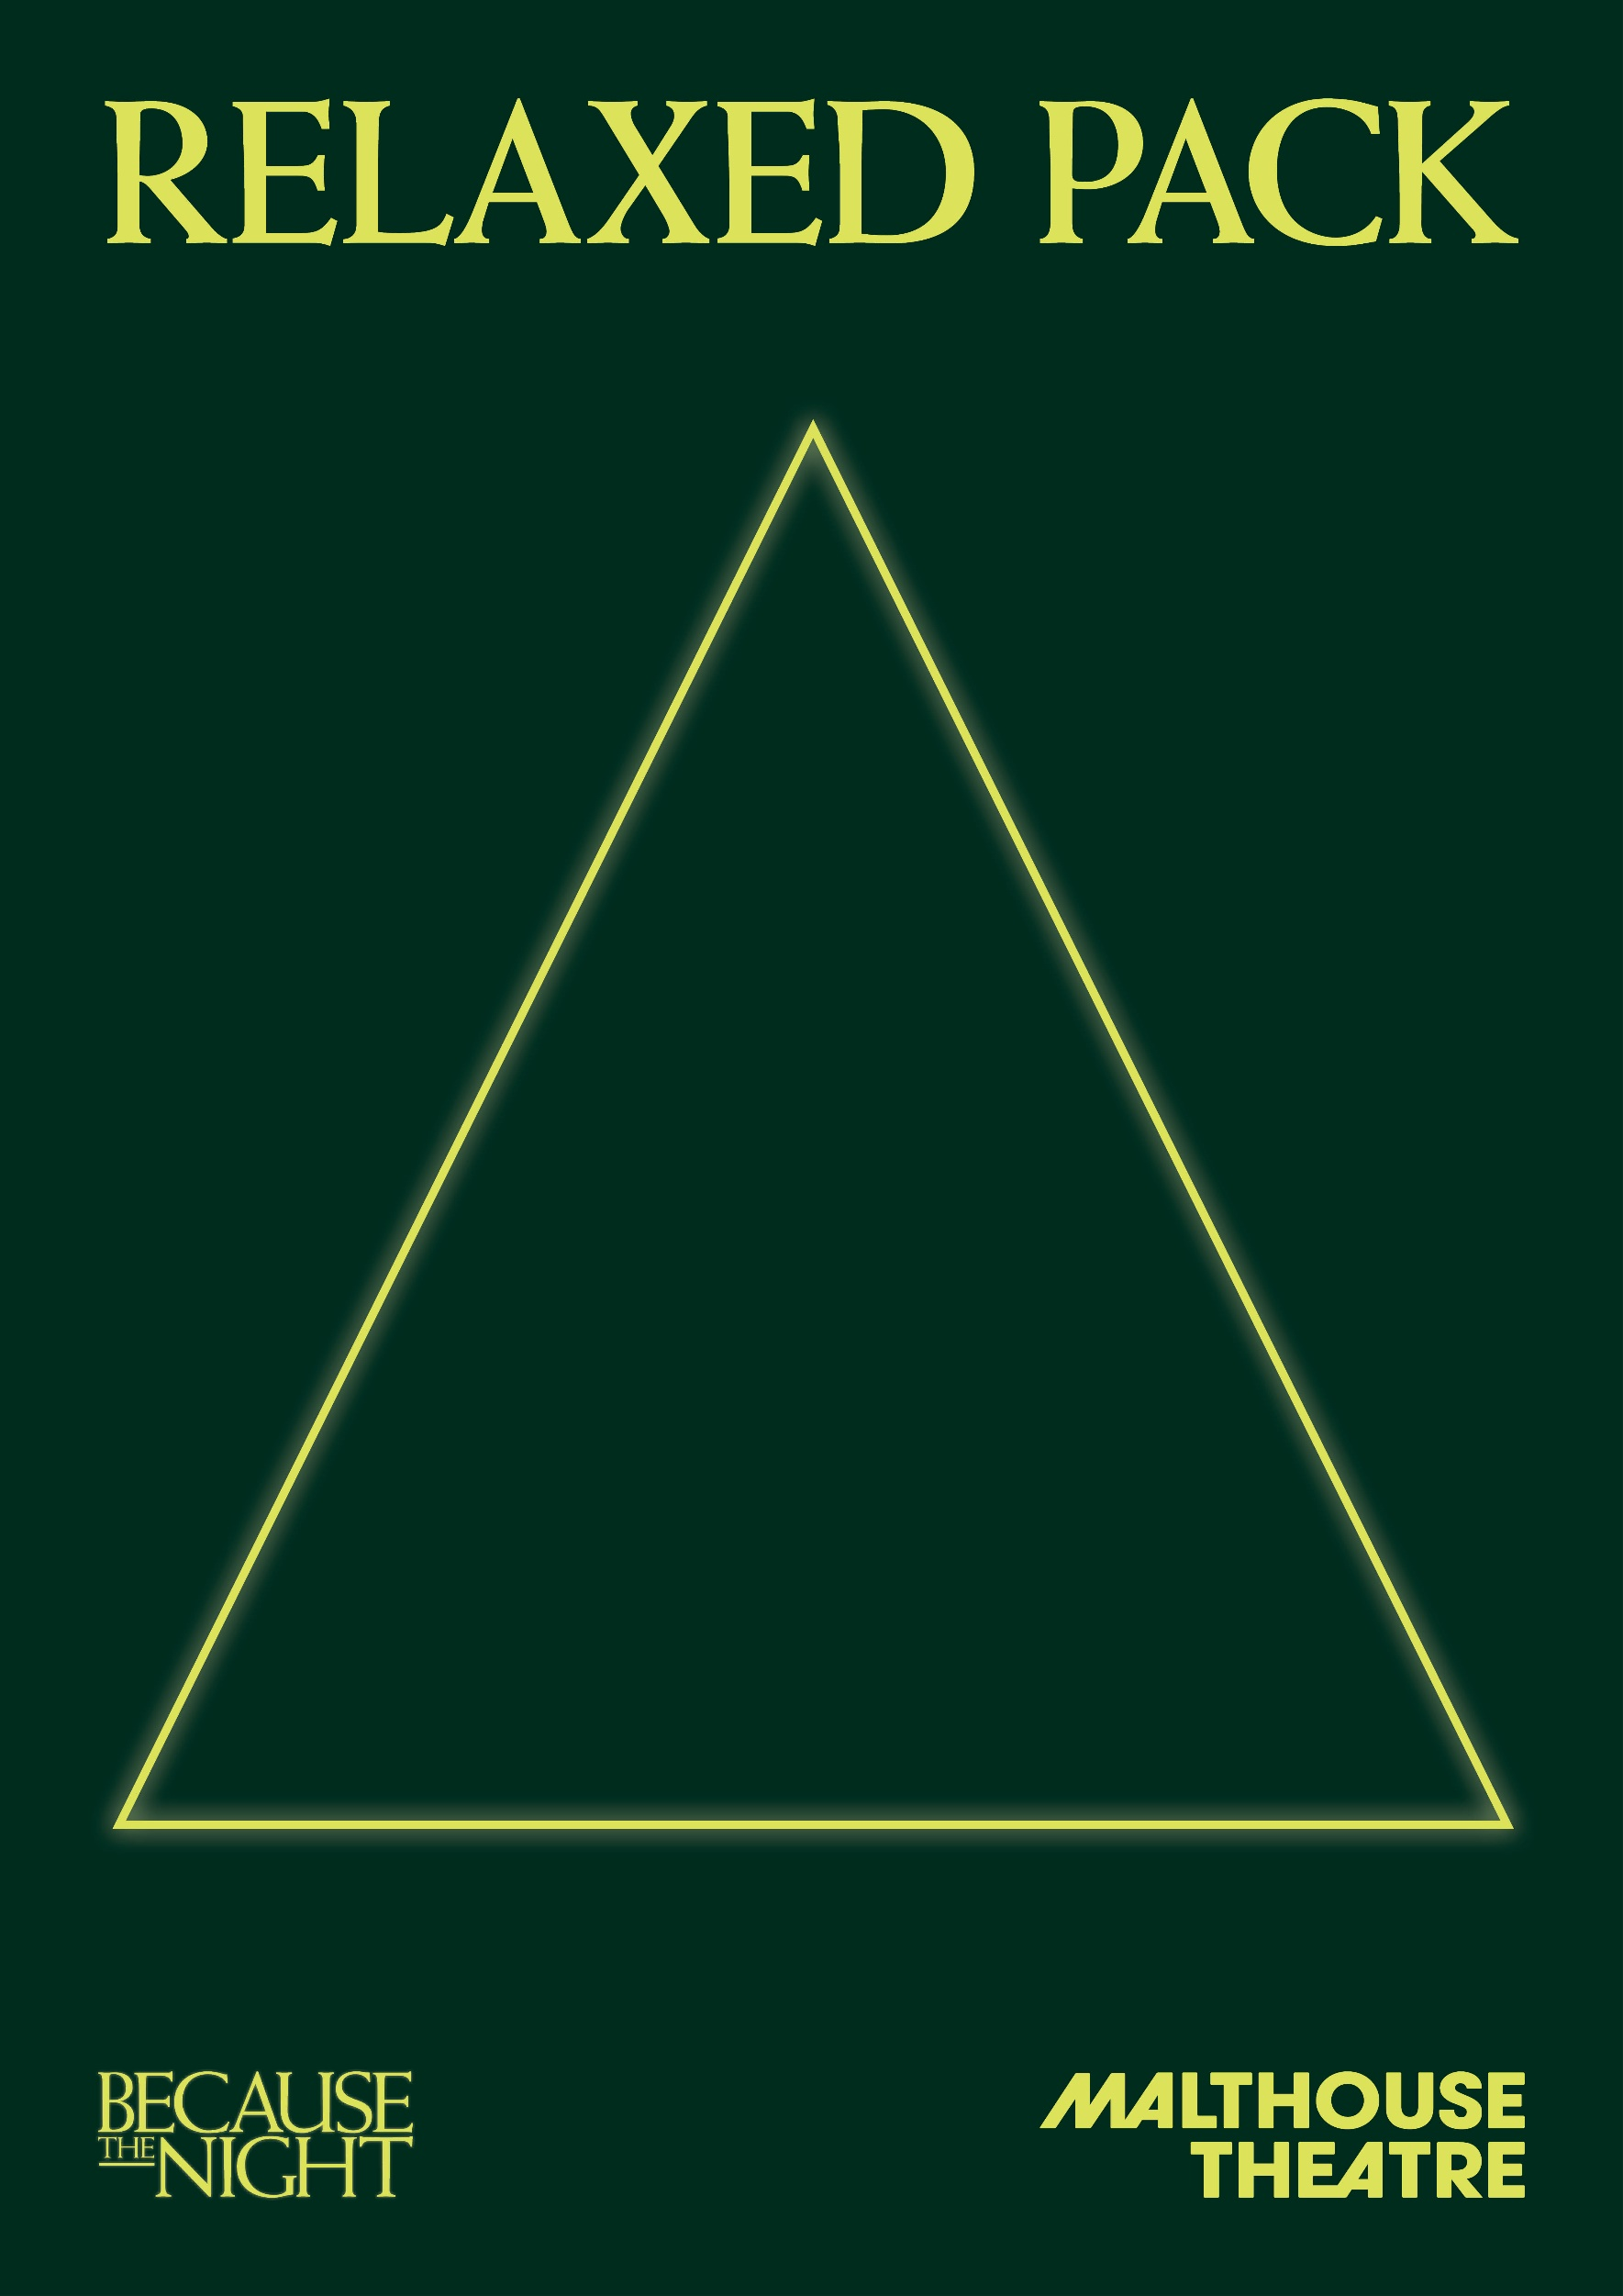 RELAXED PACK
BECAUSE
THE NIGHT
MALTHOUSE
THEATRE